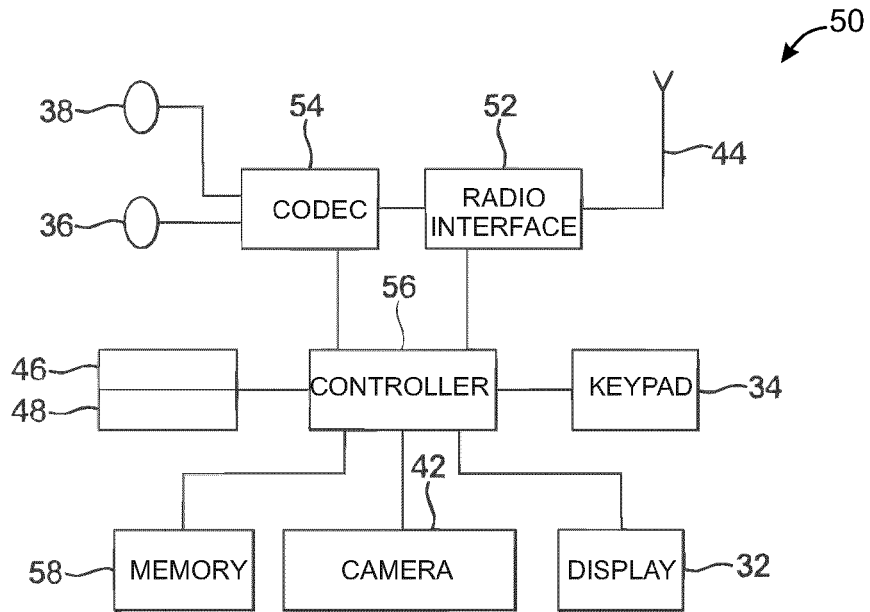 50
38
54
52
44
CODEC
RADIO
INTERFACE
36
56
46
48
CONTROLLER
KEYPAD
34
42
58
MEMORY
CAMERA
DISPLAY
32